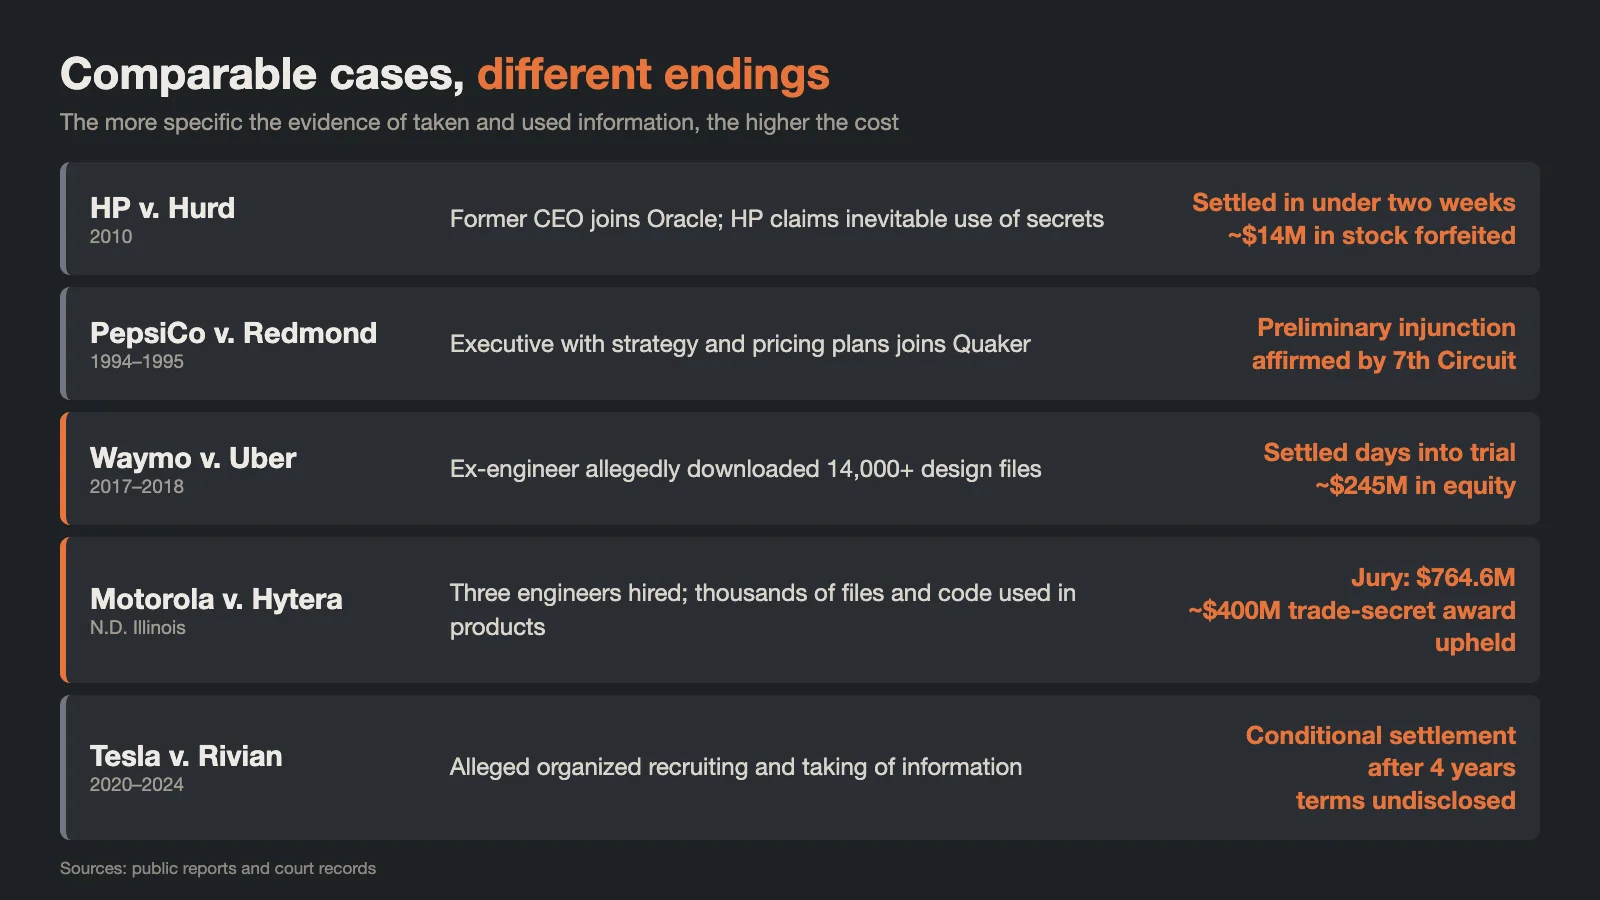 Comparable cases, different endings
The more specific the evidence of taken and used information, the higher the cost
HP v. Hurd
2010
Former CEO joins Oracle; HP claims inevitable use of secrets
Settled in under two weeks
~$14M in stock forfeited
PepsiCo v. Redmond
1994–1995
Executive with strategy and pricing plans joins Quaker
Preliminary injunction
affirmed by 7th Circuit
Waymo v. Uber
2017–2018
Ex-engineer allegedly downloaded 14,000+ design files
Settled days into trial
~$245M in equity
Motorola v. Hytera
N.D. Illinois
Three engineers hired; thousands of files and code used in
products
Jury: $764.6M
~$400M trade-secret award
upheld
Tesla v. Rivian
2020–2024
Alleged organized recruiting and taking of information
Conditional settlement
after 4 years
terms undisclosed
Sources: public reports and court records